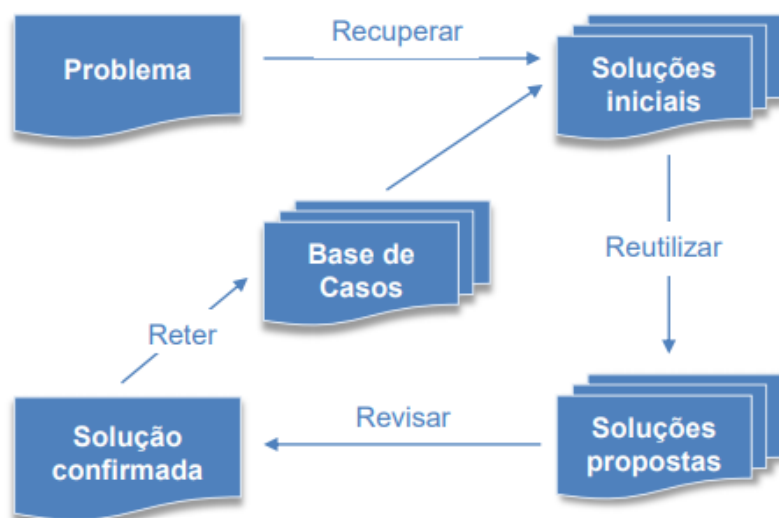 Problema
Recuperar
Soluções
iniciais
Base de
Casos
Reutilizar
Reter
Solução
confirmada
Revisar
Soluções
propostas